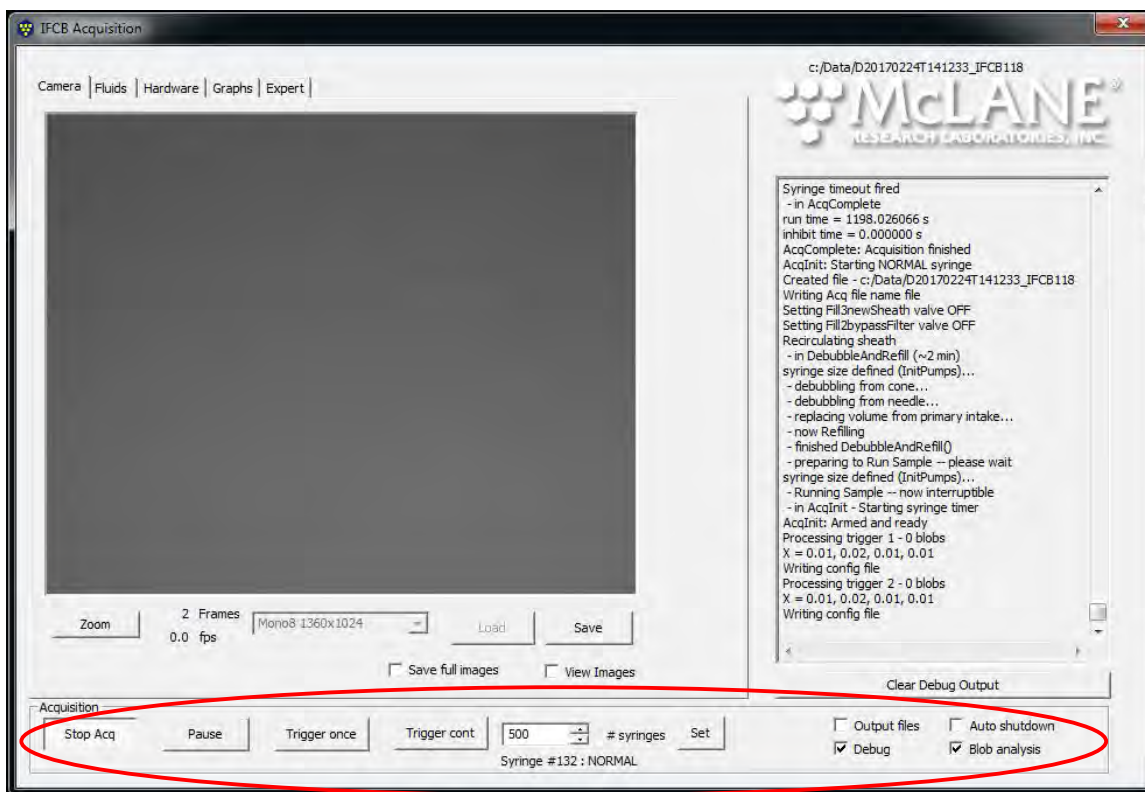 IFCB Acquisition
c:/Data/D20170224T141233_IFCB118
Camera Fluids Hardware Graphs Expert
McLANE®
RESEARCH LABORATORIES, INC.
Syringe timeout fired
- in AcqComplete
run time = 1198.026066 s
inhibit time = 0.000000 s
AcqComplete: Acquisition finished
AcqInit: Starting NORMAL syringe
Created file - c:/Data/D20170224T141233_IFCB118
Writing Acq file name file
Setting Fill3newSheath valve OFF
Setting Fill2bypassFilter valve OFF
Recirculating sheath
- in DebubbleAndRefill (~2 min)
syringe size defined (InitPumps)...
- debubbling from cone...
- debubbling from needle...
- replacing volume from primary intake...
- now Refilling
- finished DebubbleAndRefill()
- preparing to Run Sample -- please wait
syringe size defined (InitPumps)...
- Running Sample -- now interruptible
- in AcqInit - Starting syringe timer
AcqInit: Armed and ready
Processing trigger 1 - 0 blobs
X = 0.01, 0.02, 0.01, 0.01
Writing config file
Processing trigger 2 - 0 blobs
X = 0.01, 0.02, 0.01, 0.01
Writing config file
Zoom
2 Frames
0.0 fps
Mono8 1360x1024
Load
Save
Save full images
View Images
Clear Debug Output
Acquisition
Stop Acq
Pause
Trigger once
Trigger cont
500
# syringes
Set
Syringe #132 : NORMAL
Output files
Auto shutdown
Debug
Blob analysis